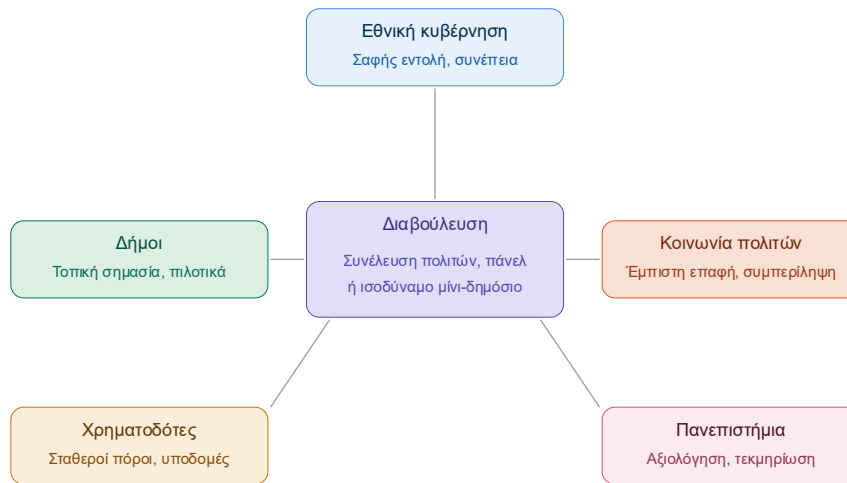 Εθνική κυβέρνηση
Σαφής εντολή, συνέπεια
Δήμοι
Τοπική σημασία, πιλοτικά
Διαβούλευση
Συνέλευση πολιτών, πάνελ
ή ισοδύναμο μίνι-δημόσιο
Κοινωνία πολιτών
Έμπιστη επαφή, συμπερίληψη
Χρηματοδότες
Σταθεροί πόροι, υποδομές
Πανεπιστήμια
Αξιολόγηση, τεκμηρίωση